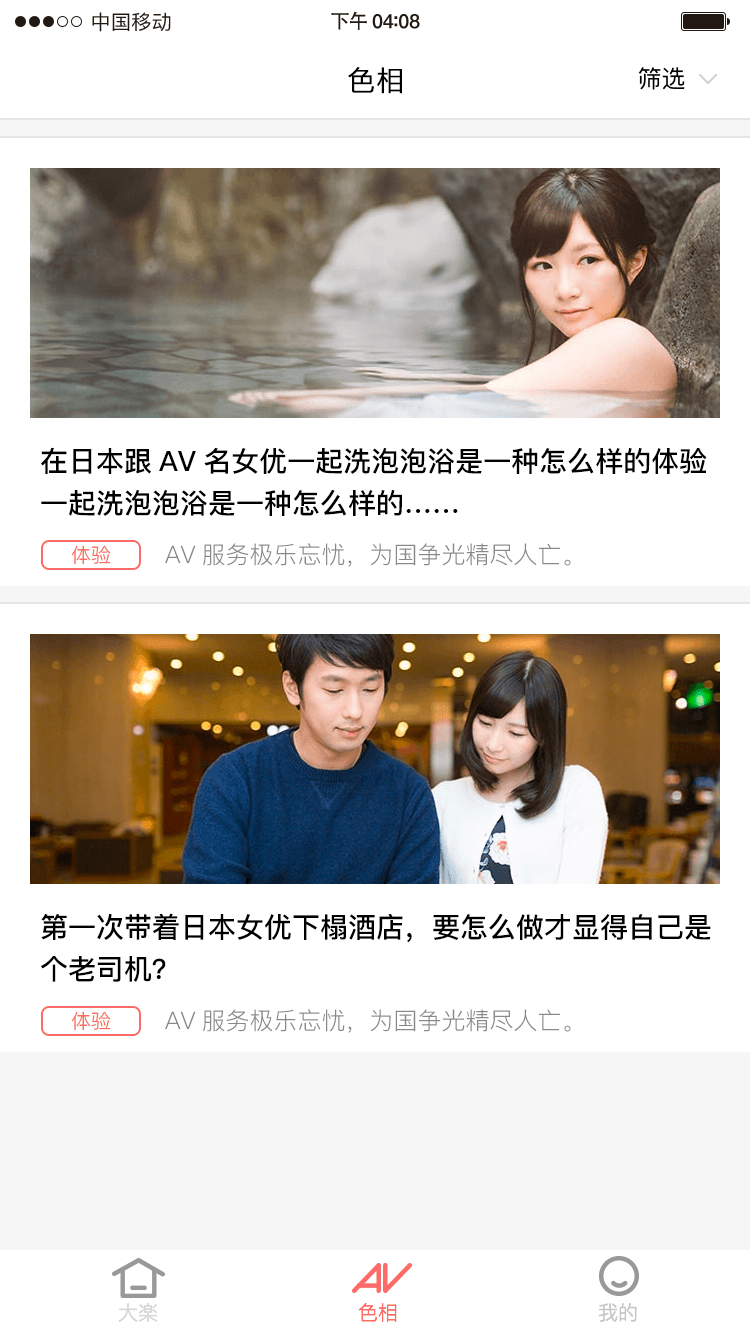 中国移动 下午 04:08
色相 筛选
在日本跟 AV 名女优一起洗泡泡浴是一种怎么样的体验
一起洗泡泡浴是一种怎么样的……
体验 AV 服务极乐忘忧，为国争光精尽人亡。
第一次带着日本女优下榻酒店，要怎么做才显得自己是
个老司机?
体验 AV 服务极乐忘忧，为国争光精尽人亡。
AV
大楽 色相 我的